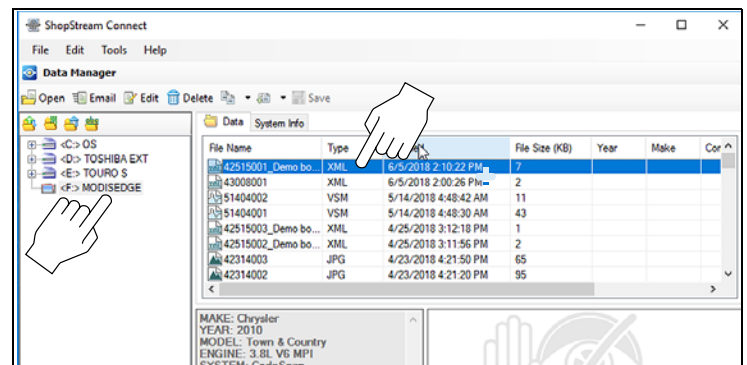 ShopStream Connect
File Edit Tools Help
Data Manager
Open Email Edit Delete Save
Data System Info
<C:> OS
<D:> TOSHIBA EXT
<E:> TOURO S
<F:> MODISEDGE
File Name Type File Size (KB) Year Make Cor
42515001_Demo bo... XML 6/5/2018 2:10:22 PM 7
43008001 XML 6/5/2018 2:00:26 PM 2
51404002 VSM 5/14/2018 4:48:42 AM 11
51404001 VSM 5/14/2018 4:48:30 AM 43
42515003_Demo bo... XML 4/25/2018 3:12:18 PM 1
42515002_Demo bo... XML 4/25/2018 3:11:56 PM 2
42314003 JPG 4/23/2018 4:21:50 PM 65
42314002 JPG 4/23/2018 4:21:20 PM 95
MAKE: Chrysler
YEAR: 2010
MODEL: Town & Country
ENGINE: 3.8L V6 MPI
SYSTEM: CodeScan